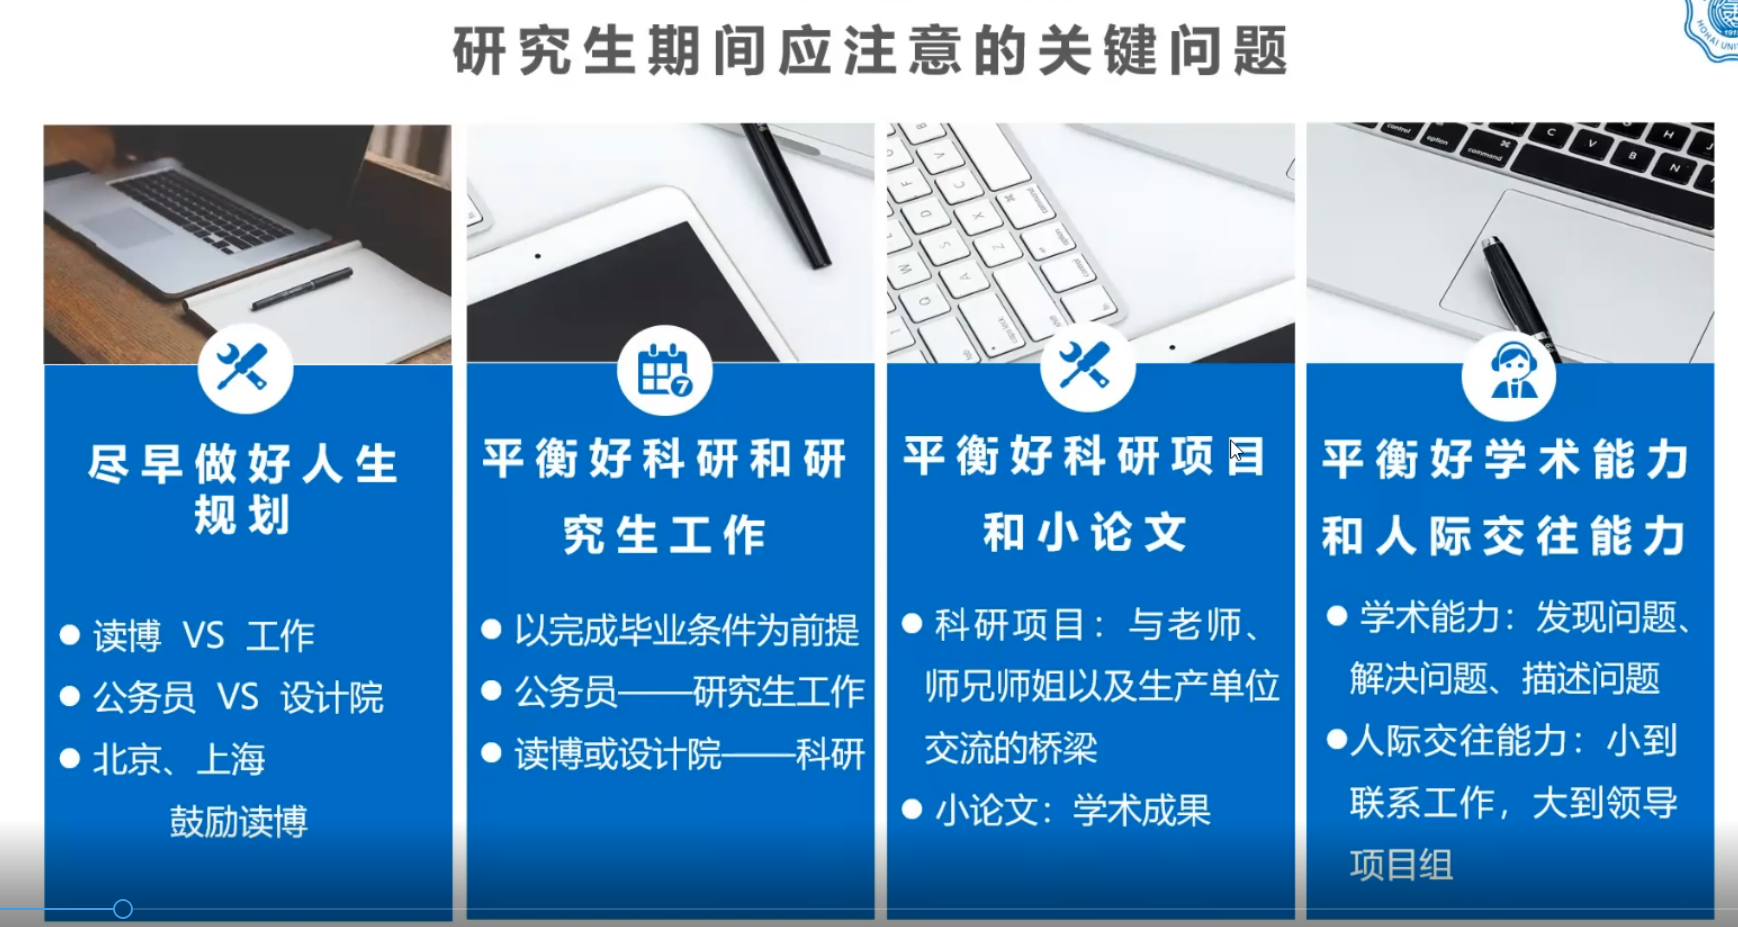 研究生期间应注意的关键问题
尽早做好人生
规划
● 读博 VS 工作
● 公务员 VS 设计院
● 北京、上海
鼓励读博
平衡好科研和研
究生工作
● 以完成毕业条件为前提
● 公务员——研究生工作
● 读博或设计院——科研
平衡好科研项目
和小论文
● 科研项目：与老师、
师兄师姐以及生产单位
交流的桥梁
● 小论文：学术成果
平衡好学术能力
和人际交往能力
● 学术能力：发现问题、
解决问题、描述问题
●人际交往能力：小到
联系工作，大到领导
项目组